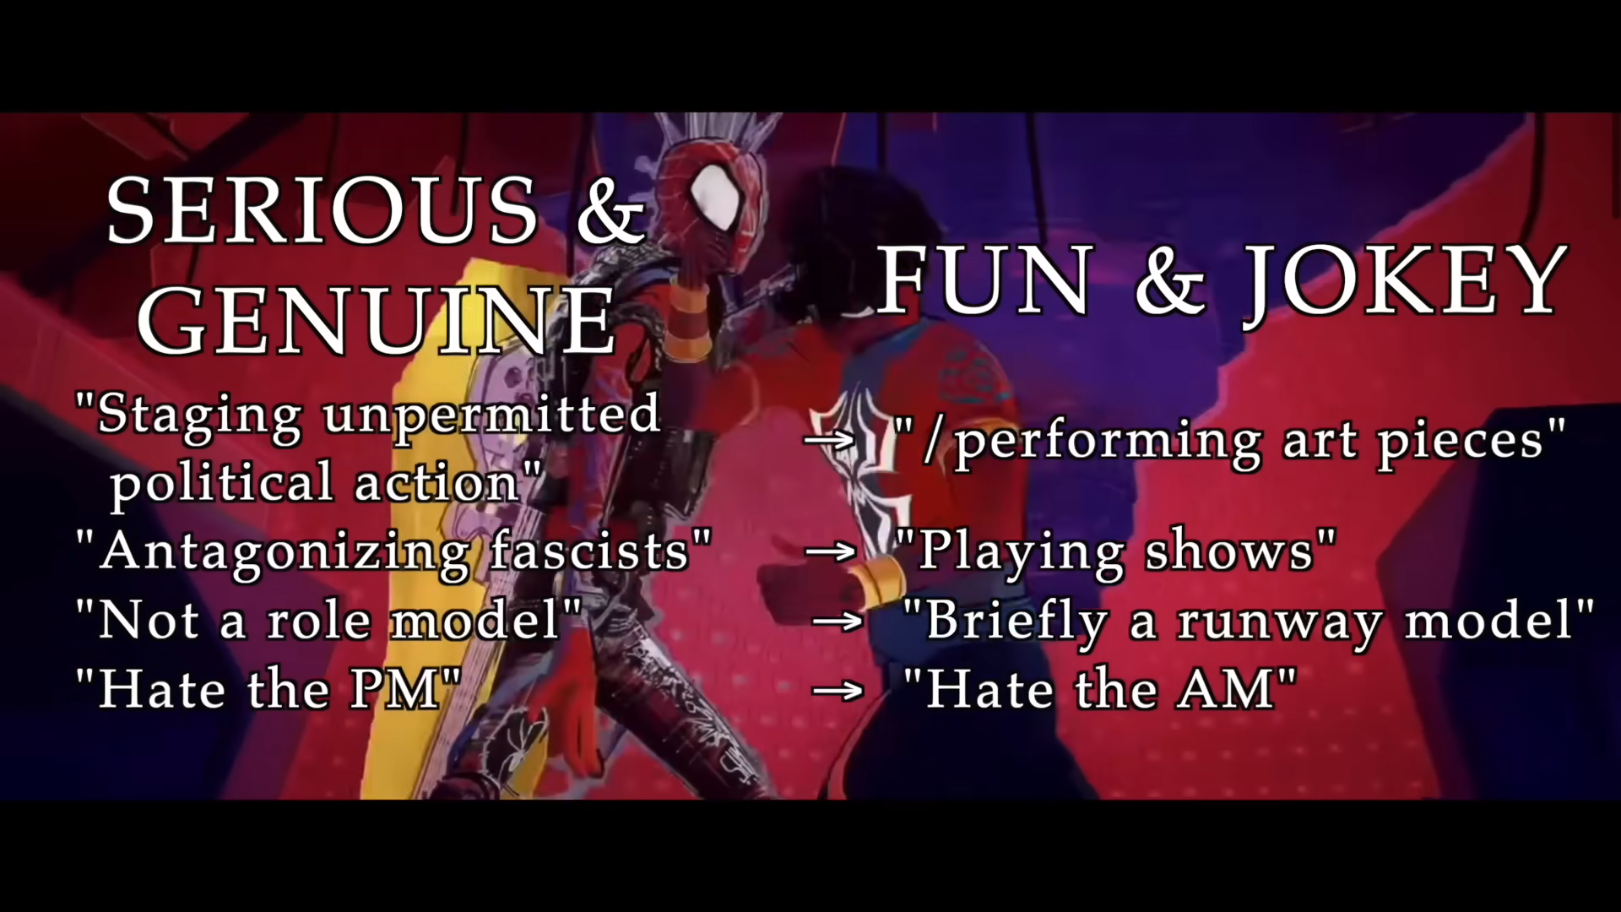 SERIOUS &
GENUINE
FUN & JOKEY
"Staging unpermitted
political action"
→ "/performing art pieces"
"Antagonizing fascists" → "Playing shows"
"Not a role model" → "Briefly a runway model"
"Hate the PM" → "Hate the AM"